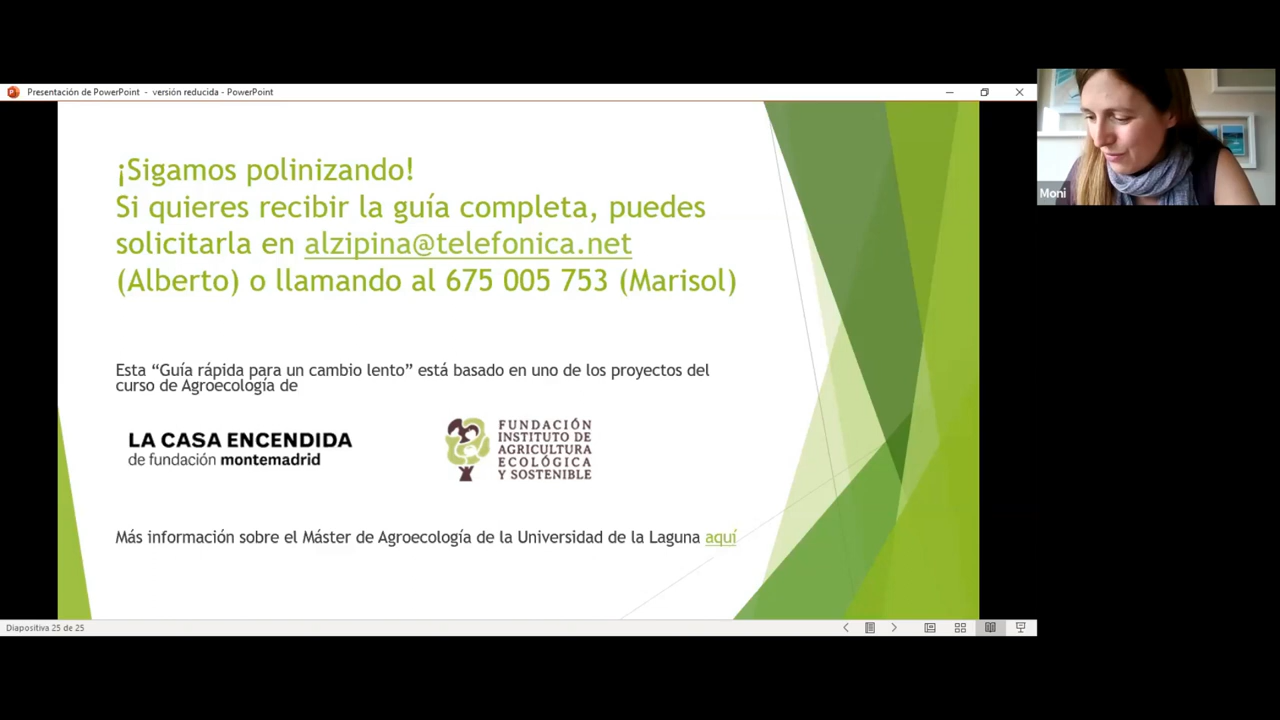 Presentación de PowerPoint - versión reducida - PowerPoint
Moni
¡Sigamos polinizando!
Si quieres recibir la guía completa, puedes
solicitarla en alzipina@telefonica.net
(Alberto) o llamando al 675 005 753 (Marisol)
Esta “Guía rápida para un cambio lento” está basado en uno de los proyectos del
curso de Agroecología de
LA CASA ENCENDIDA
de fundación montemadrid
FUNDACIÓN
INSTITUTO DE
AGRICULTURA
ECOLÓGICA
Y SOSTENIBLE
Más información sobre el Máster de Agroecología de la Universidad de la Laguna aquí
Diapositiva 25 de 25